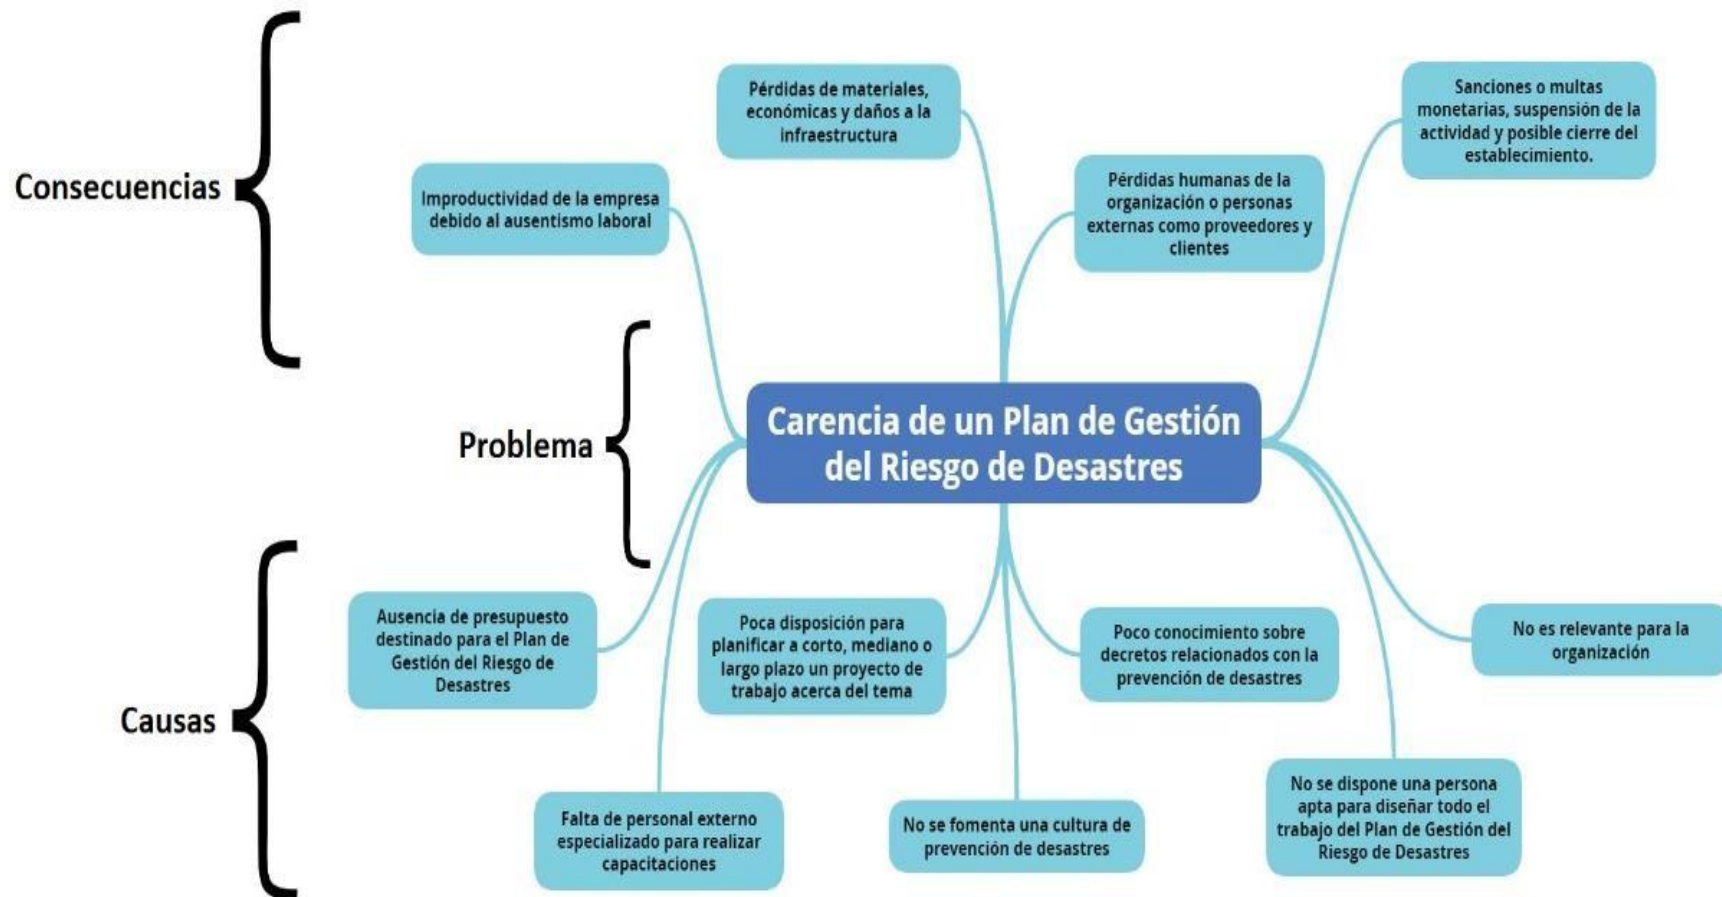 Consecuencias
Pérdidas de materiales,
económicas y daños a la
infraestructura
Sanciones o multas
monetarias, suspensión de la
actividad y posible cierre del
establecimiento.
Improductividad de la empresa
debido al ausentismo laboral
Pérdidas humanas de la
organización o personas
externas como proveedores y
clientes
Problema
Carencia de un Plan de Gestión
del Riesgo de Desastres
Causas
Ausencia de presupuesto
destinado para el Plan de
Gestión del Riesgo de
Desastres
Poca disposición para
planificar a corto, mediano o
largo plazo un proyecto de
trabajo acerca del tema
Poco conocimiento sobre
decretos relacionados con la
prevención de desastres
No es relevante para la
organización
Falta de personal externo
especializado para realizar
capacitaciones
No se fomenta una cultura de
prevención de desastres
No se dispone una persona
apta para diseñar todo el
trabajo del Plan de Gestión del
Riesgo de Desastres